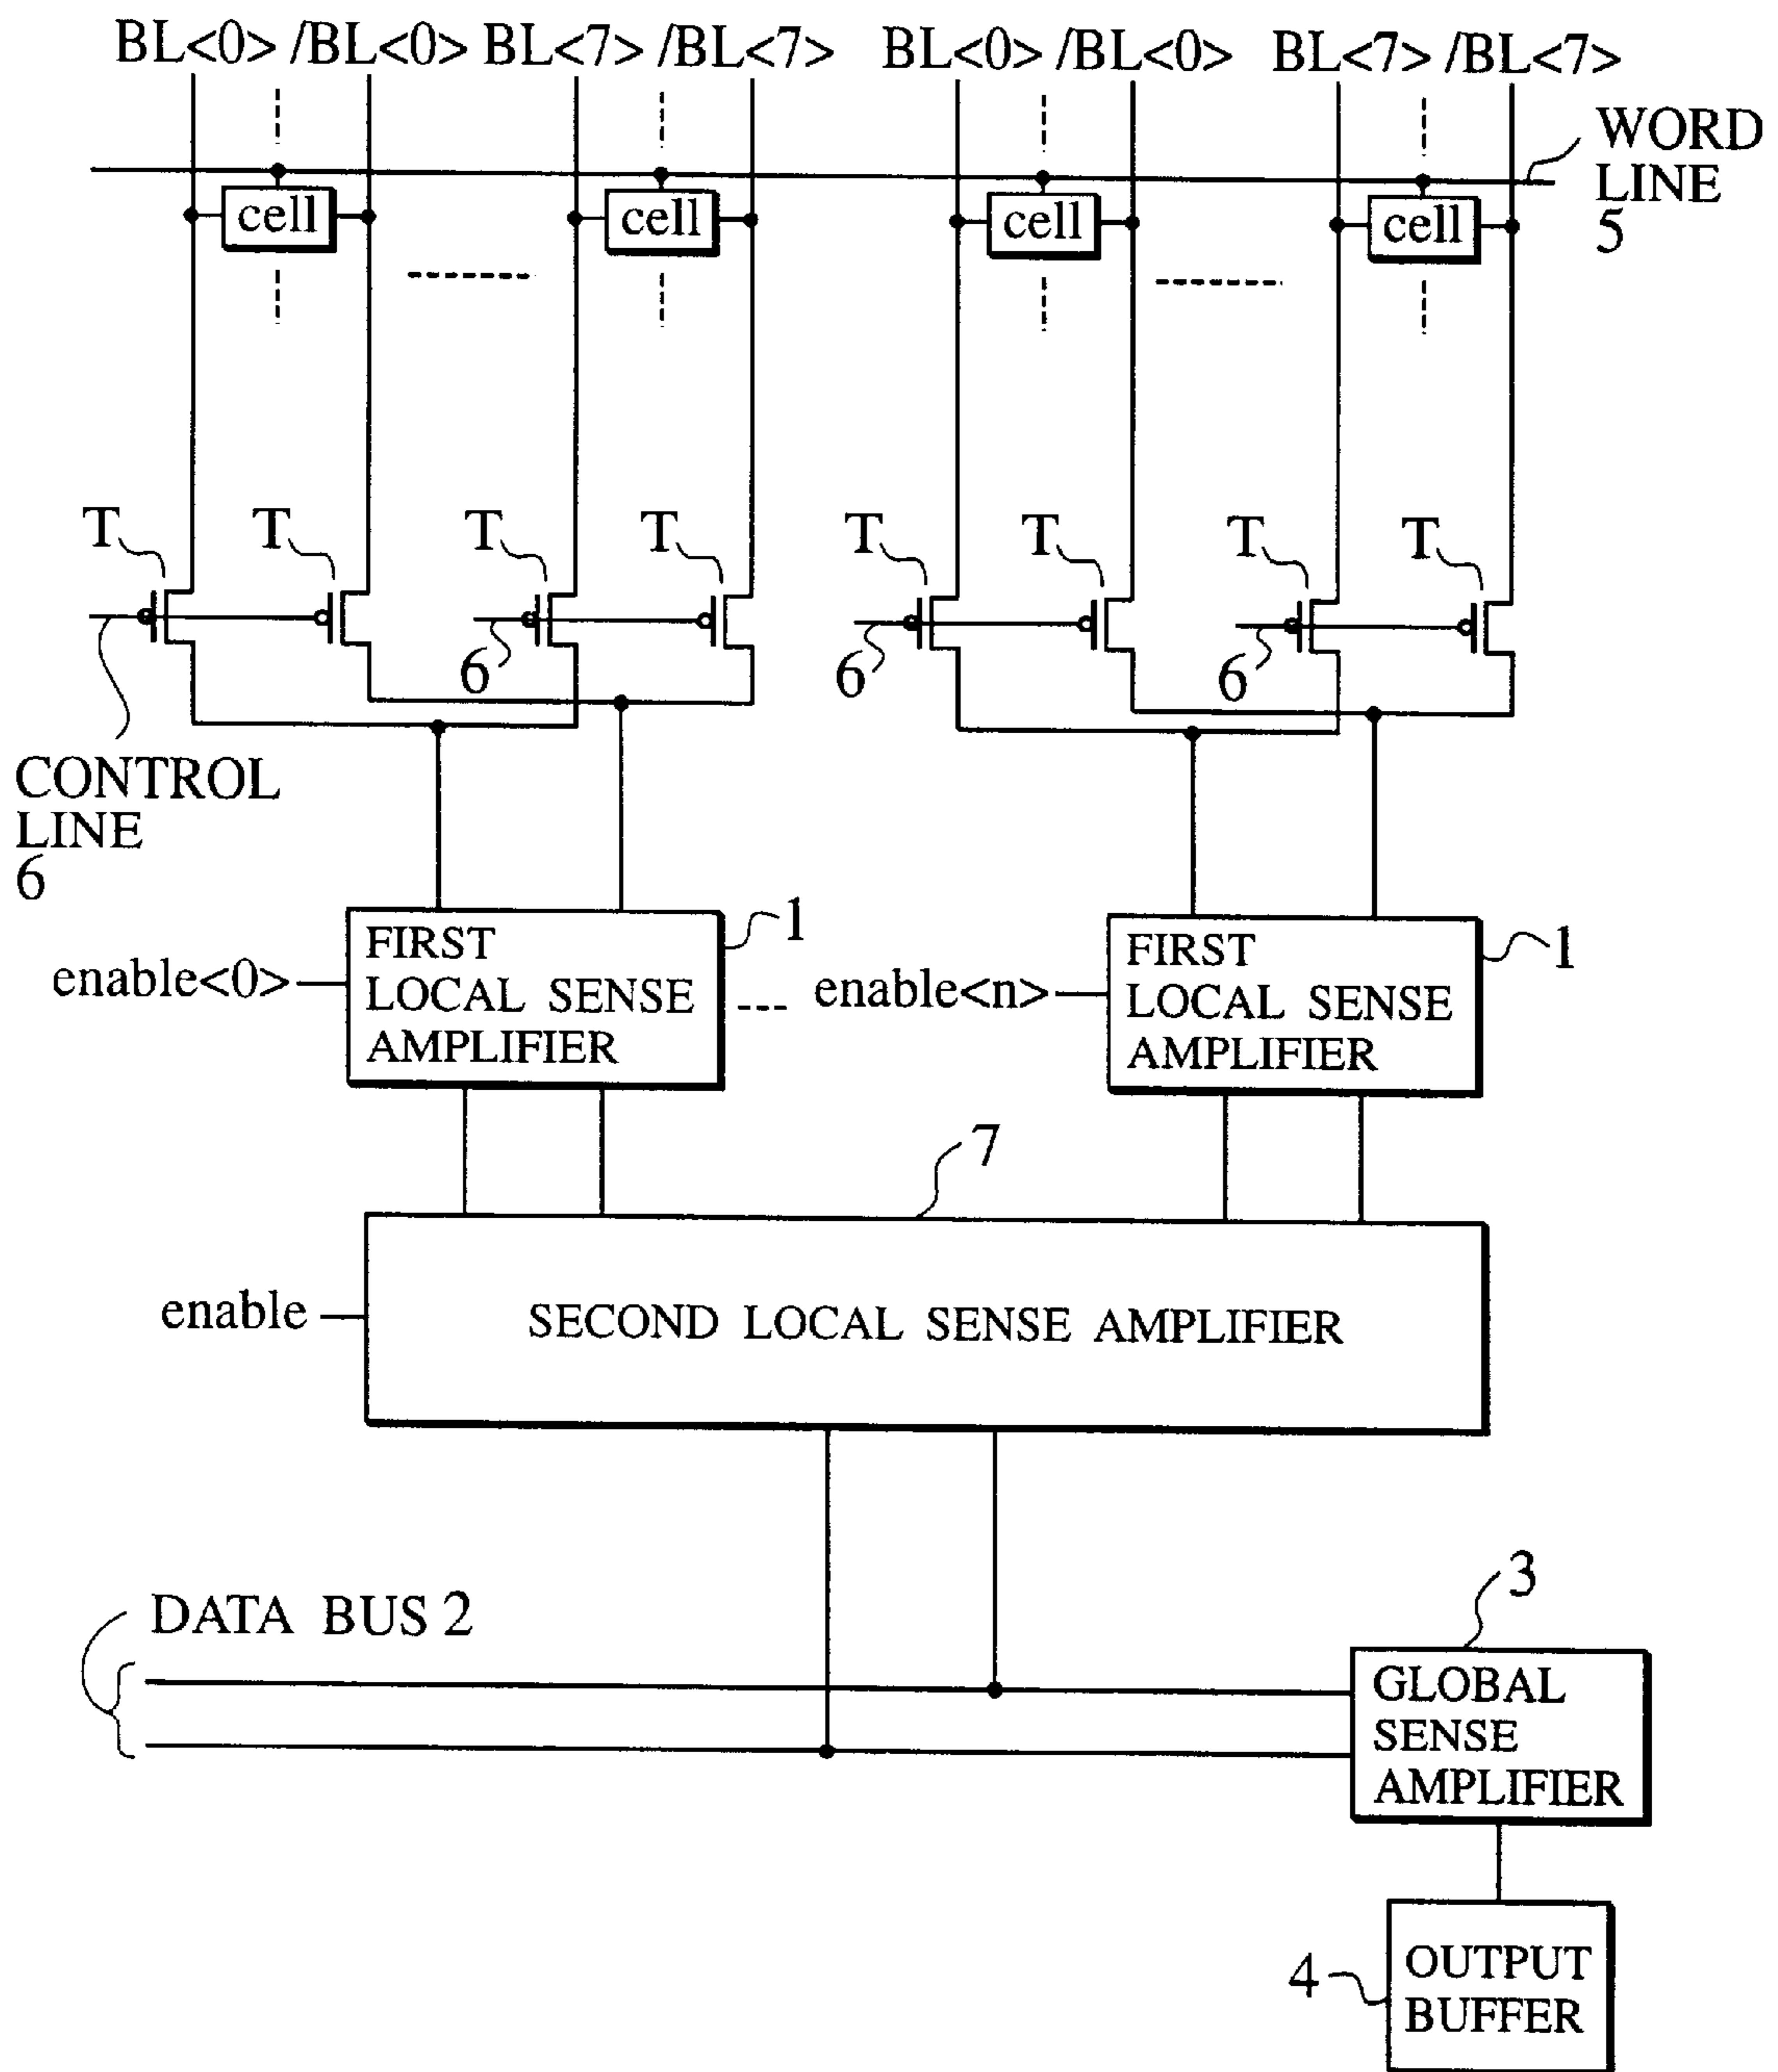 BL<0> /BL<0> BL<7> /BL<7> BL<0> /BL<0> BL<7> /BL<7>
WORD
LINE
5
cell cell cell cell
T T T T T T T T
6 6 6
CONTROL
LINE
6
1 1
FIRST
LOCAL SENSE
AMPLIFIER
enable<0>
enable<n>
FIRST
LOCAL SENSE
AMPLIFIER
7
enable
SECOND LOCAL SENSE AMPLIFIER
3
DATA BUS 2
GLOBAL
SENSE
AMPLIFIER
4
OUTPUT
BUFFER